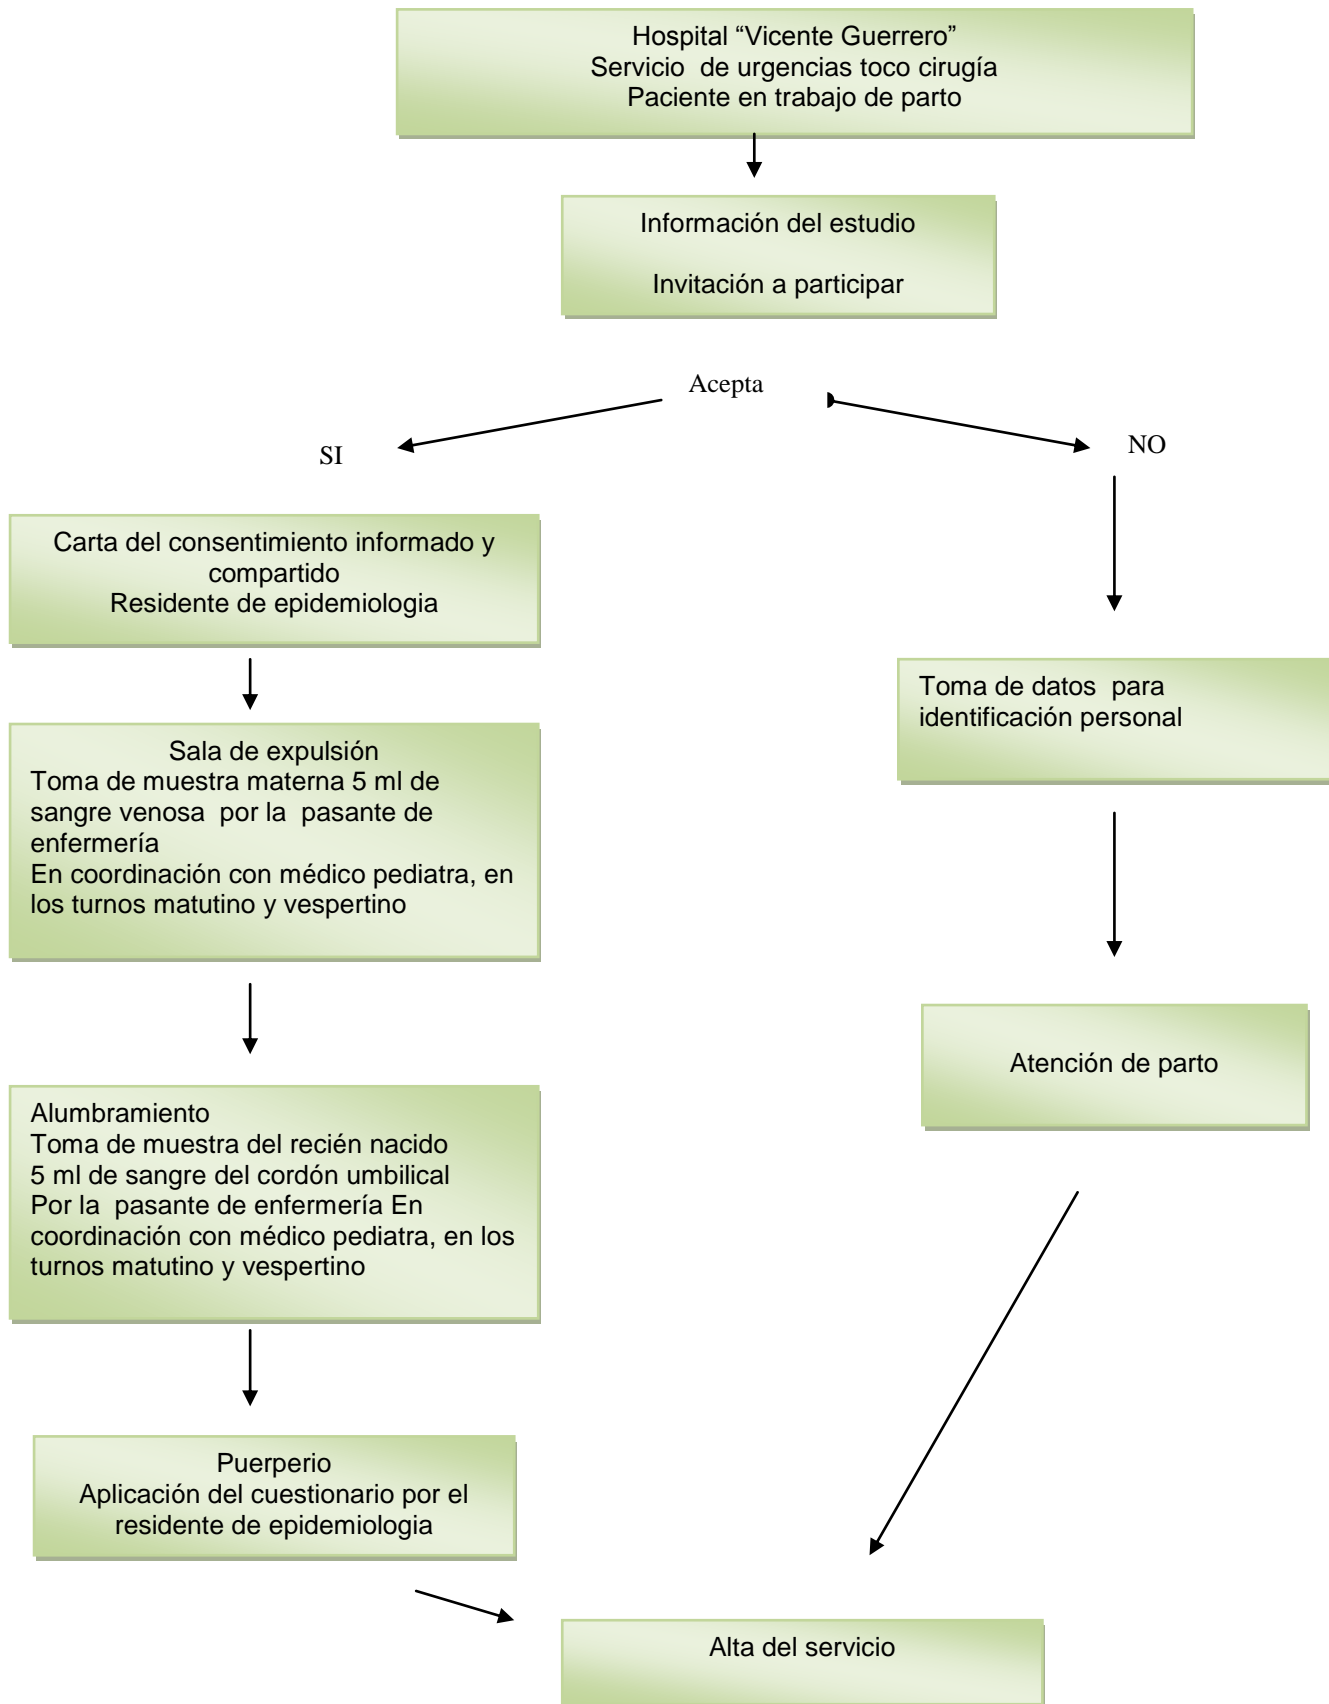 Hospital “Vicente Guerrero”
Servicio  de urgencias toco cirugía
Paciente en trabajo de parto
Información del estudio
Invitación a participar
Acepta
SI
NO
Carta del consentimiento informado y
compartido
Residente de epidemiologia
Toma de datos  para
identificación personal
Sala de expulsión
Toma de muestra materna 5 ml de
sangre venosa  por la  pasante de
enfermería
En coordinación con médico pediatra, en
los turnos matutino y vespertino
Atención de parto
Alumbramiento
Toma de muestra del recién nacido
5 ml de sangre del cordón umbilical
Por la  pasante de enfermería En
coordinación con médico pediatra, en los
turnos matutino y vespertino
Puerperio
Aplicación del cuestionario por el
residente de epidemiologia
Alta del servicio